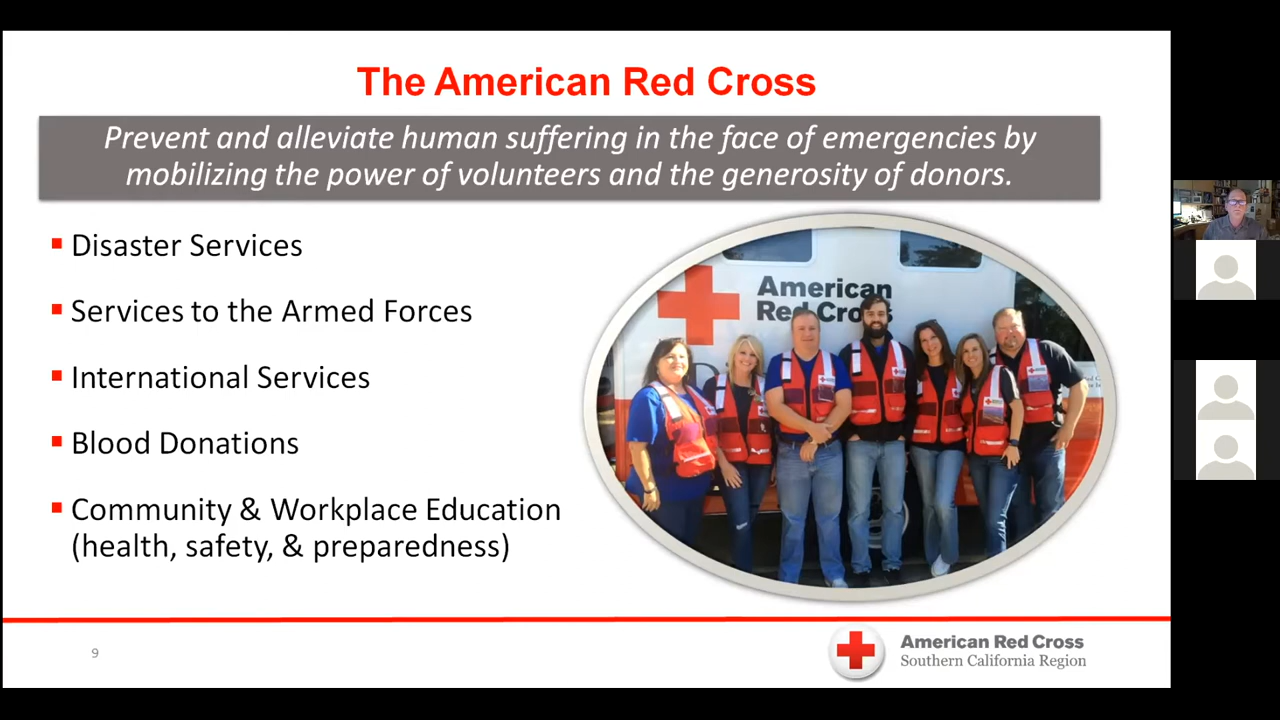 The American Red Cross
Prevent and alleviate human suffering in the face of emergencies by
mobilizing the power of volunteers and the generosity of donors.
Disaster Services
Services to the Armed Forces
International Services
Blood Donations
Community & Workplace Education
(health, safety, & preparedness)
American
Red Cross
9
American Red Cross
Southern California Region